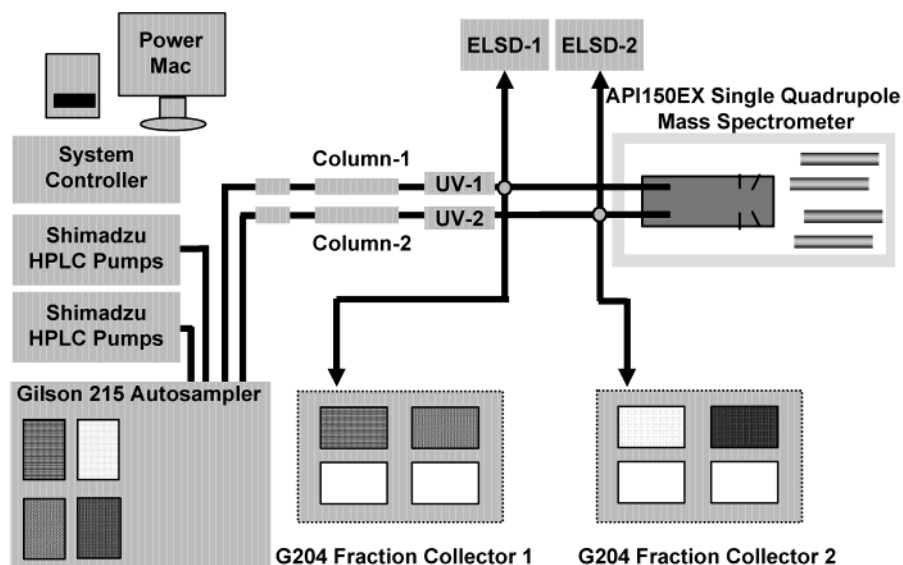 Power
Mac
ELSD-1
ELSD-2
API150EX Single Quadrupole
Mass Spectrometer
System
Controller
Column-1
UV-1
UV-2
Column-2
Shimadzu
HPLC Pumps
Shimadzu
HPLC Pumps
Gilson 215 Autosampler
G204 Fraction Collector 1
G204 Fraction Collector 2